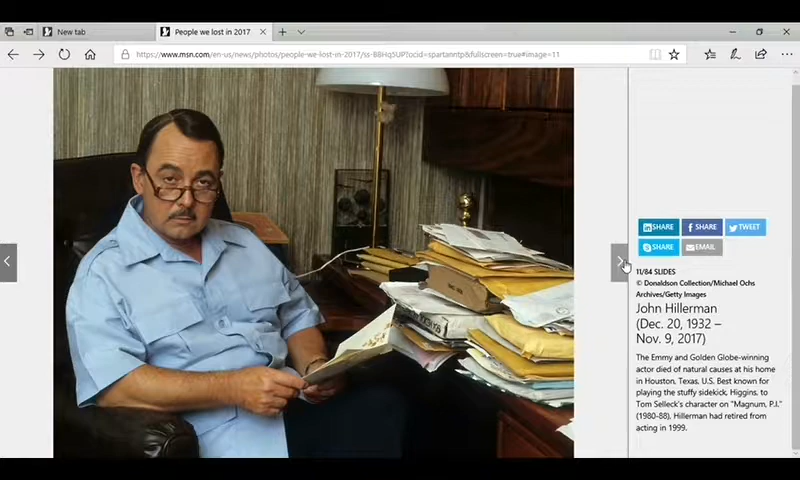 New tab
People we lost in 2017
https://www.msn.com/en-us/news/photos/people-we-lost-in-2017/ss-BBHq5UP?ocid=spartanntp&fullscreen=true#image=11
in SHARE
f SHARE
TWEET
SHARE
EMAIL
11/84 SLIDES
© Donaldson Collection/Michael Ochs
Archives/Getty Images
John Hillerman
(Dec. 20, 1932 –
Nov. 9, 2017)
The Emmy and Golden Globe-winning
actor died of natural causes at his home
in Houston, Texas, U.S. Best known for
playing the stuffy sidekick, Higgins, to
Tom Selleck's character on "Magnum, P.I."
(1980-88), Hillerman had retired from
acting in 1999.